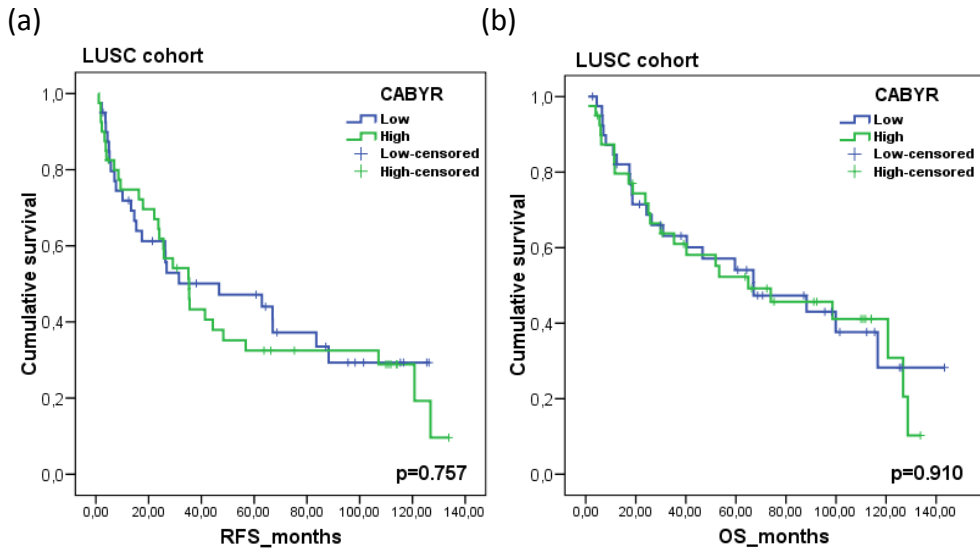 (a)
LUSC cohort
CABYR
Low
High
Low-censored
High-censored
Cumulative survival
1,0
0,8
0,6
0,4
0,2
0,0
p=0.757
0,00 20,00 40,00 60,00 80,00 100,00 120,00 140,00
RFS_months
(b)
LUSC cohort
CABYR
Low
High
Low-censored
High-censored
Cumulative survival
1,0
0,8
0,6
0,4
0,2
0,0
p=0.910
0,00 20,00 40,00 60,00 80,00 100,00 120,00 140,00
OS_months